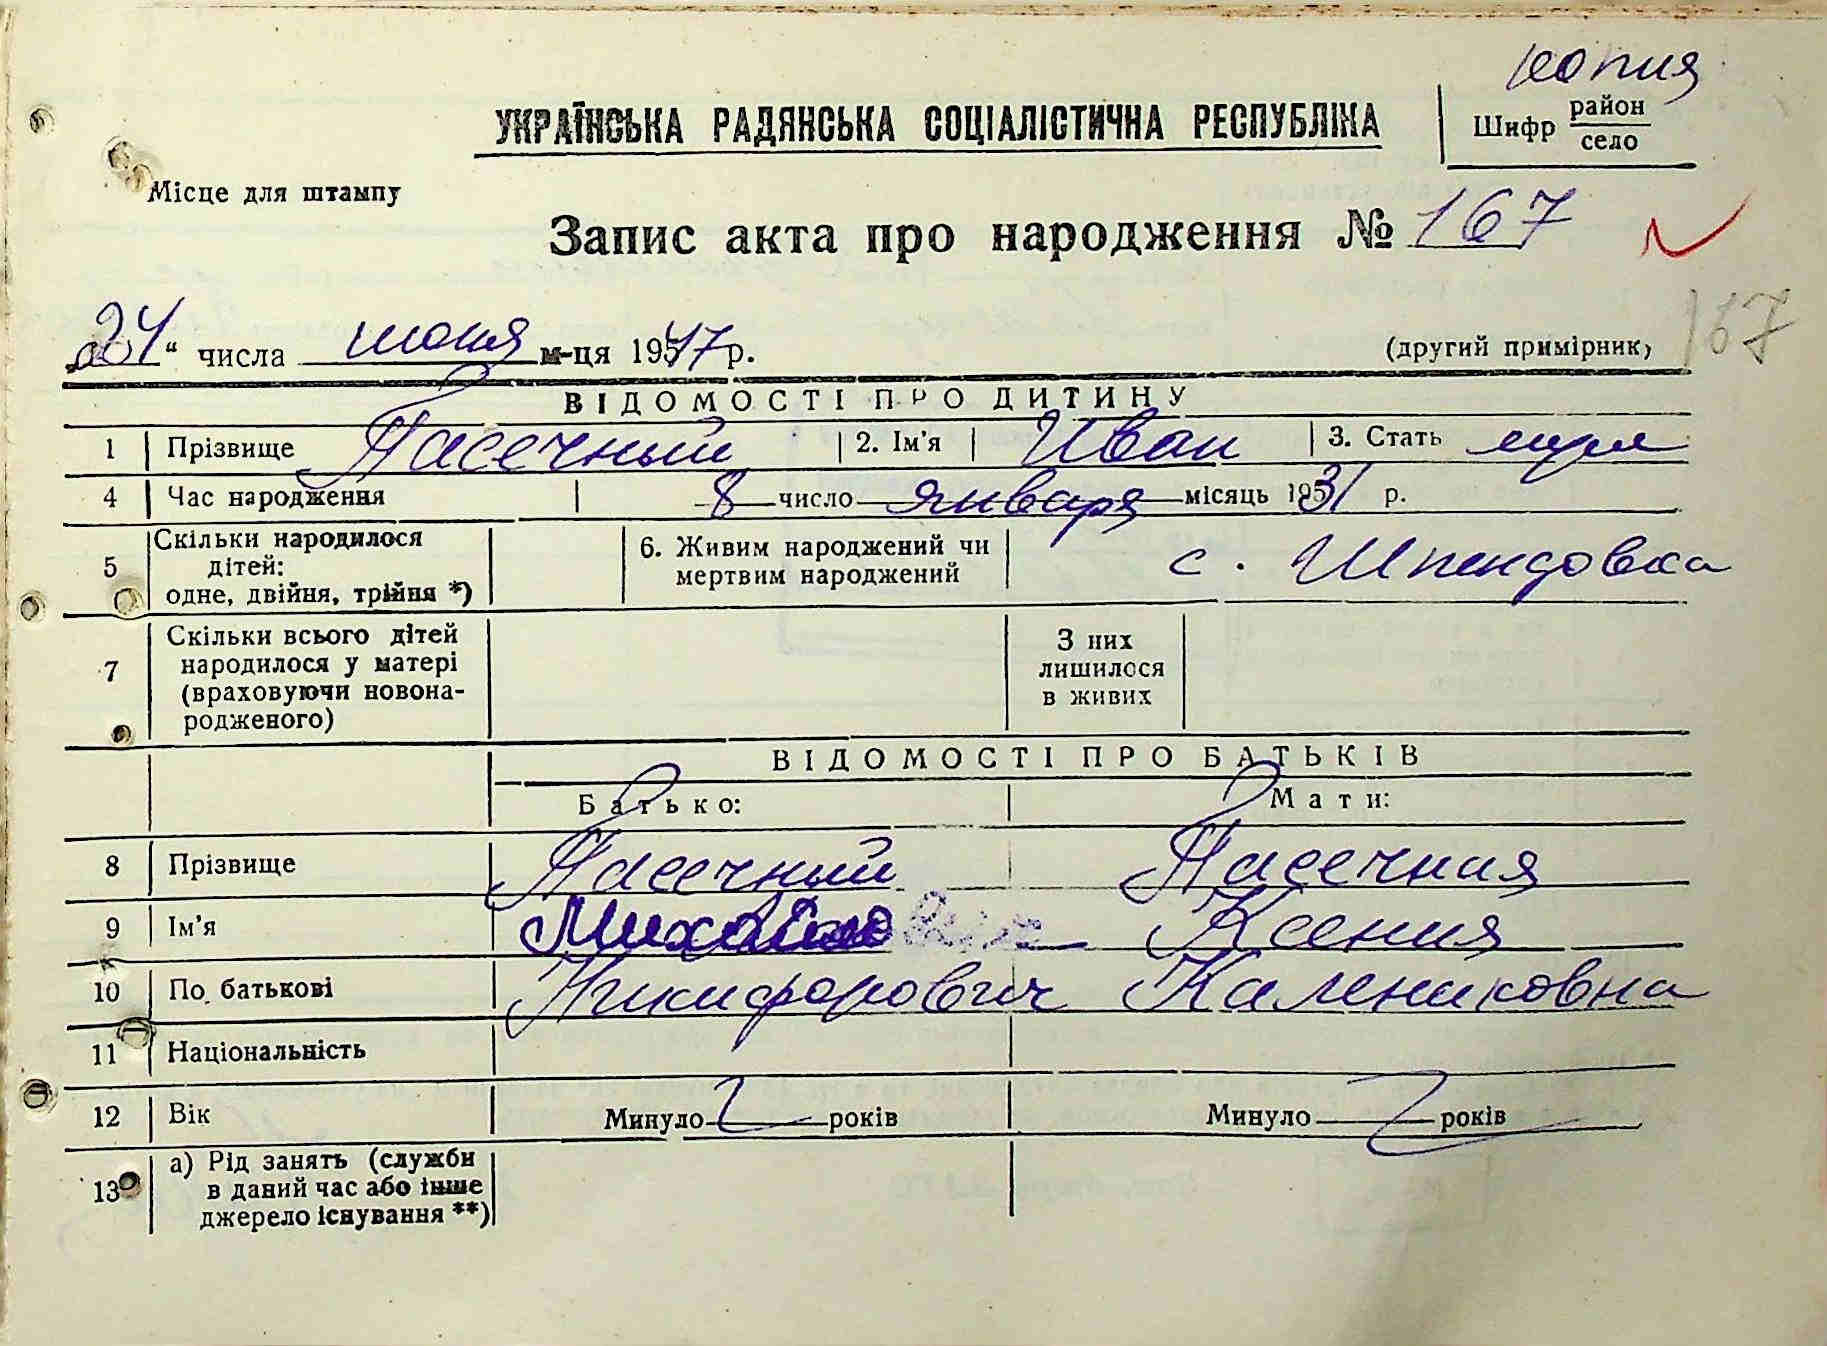 копия
УКРАЇНСЬКА РАДЯНСЬКА СОЦІАЛІСТИЧНА РЕСПУБЛІКА
Шифр район
село
Місце для штампу
Запис акта про народження № 167
167
24 “ числа июня м-ця 1947 р. (другий примірник)
ВІДОМОСТІ ПРО ДИТИНУ
1 Прізвище Пасечный 2. Ім'я Иван 3. Стать муж
4 Час народження 8 число января місяць 1931 р.
5 Скільки народилося дітей: одне, двійня, трійня *) 6. Живим народжений чи мертвим народжений с. Шпендовка
7 Скільки всього дітей народилося у матері (враховуючи новонародженого) З них лишилося в живих
ВІДОМОСТІ ПРО БАТЬКІВ
Батько: Мати:
8 Прізвище Пасечный Пасечная
9 Ім'я Ксения
10 По батькові Никифорович Калениковна
11 Національність
12 Вік Минуло років Минуло років
13 а) Рід занять (служби в даний час або інше джерело існування **)